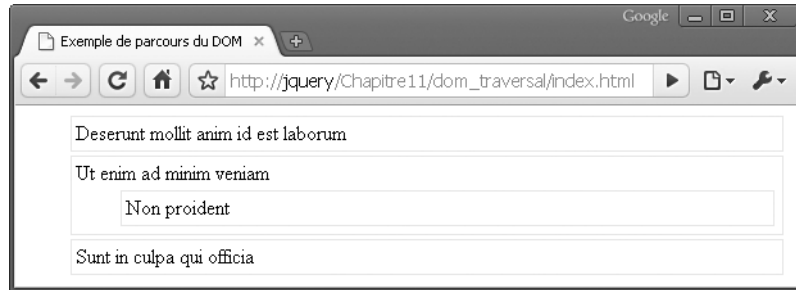 Google
Exemple de parcours du DOM
http://jquery/Chapitre11/dom_traversal/index.html
Deserunt mollit anim id est laborum
Ut enim ad minim veniam
Non proident
Sunt in culpa qui officia